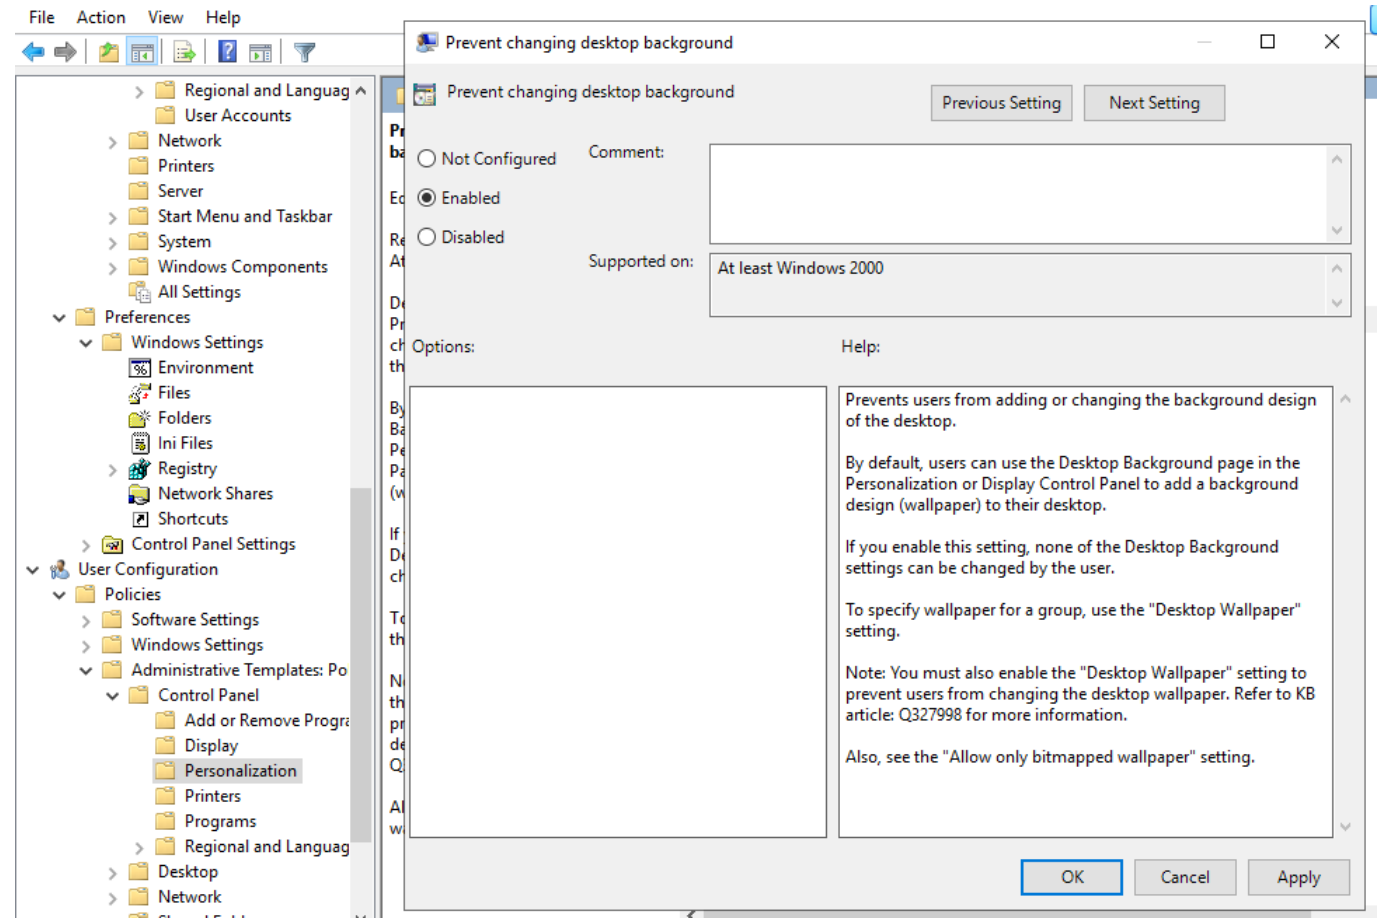 File Action View Help
Regional and Languag
User Accounts
Network
Printers
Server
Start Menu and Taskbar
System
Windows Components
All Settings
Preferences
Windows Settings
Environment
Files
Folders
Ini Files
Registry
Network Shares
Shortcuts
Control Panel Settings
User Configuration
Policies
Software Settings
Windows Settings
Administrative Templates: Po
Control Panel
Add or Remove Progra
Display
Personalization
Printers
Programs
Regional and Languag
Desktop
Network
Prevent changing desktop background
Prevent changing desktop background
Previous Setting Next Setting
Not Configured
Enabled
Disabled
Comment:
Supported on:
At least Windows 2000
Options:
Help:
Prevents users from adding or changing the background design
of the desktop.
By default, users can use the Desktop Background page in the
Personalization or Display Control Panel to add a background
design (wallpaper) to their desktop.
If you enable this setting, none of the Desktop Background
settings can be changed by the user.
To specify wallpaper for a group, use the "Desktop Wallpaper"
setting.
Note: You must also enable the "Desktop Wallpaper" setting to
prevent users from changing the desktop wallpaper. Refer to KB
article: Q327998 for more information.
Also, see the "Allow only bitmapped wallpaper" setting.
OK Cancel Apply